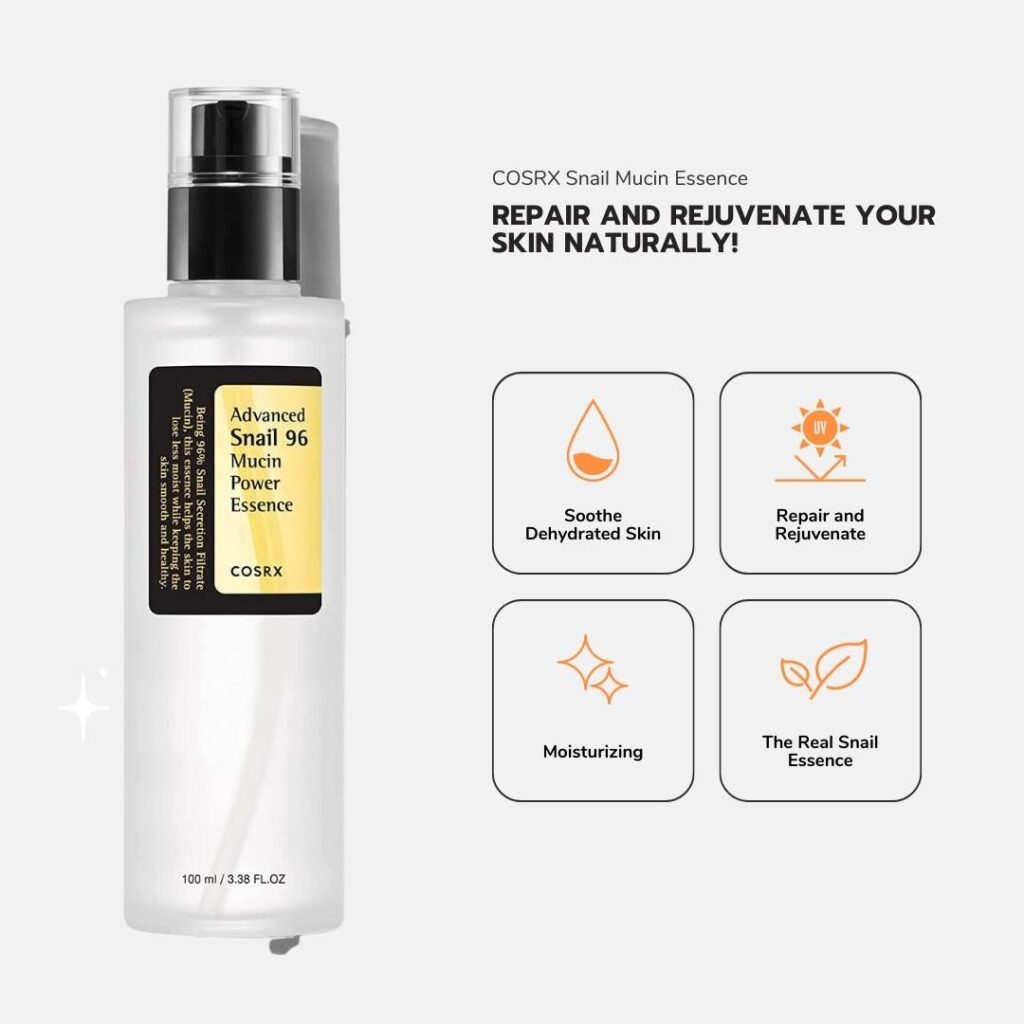 COSRX Snail Mucin Essence
REPAIR AND REJUVENATE YOUR
SKIN NATURALLY!
Being 96% Snail Secretion Filtrate
(Mucin), this essence helps the skin to
lose less moist while keeping the
skin smooth and healthy.
Advanced
Snail 96
Mucin
Power
Essence
COSRX
100 ml / 3.38 FL.OZ
Soothe
Dehydrated Skin
UV
Repair and
Rejuvenate
Moisturizing
The Real Snail
Essence